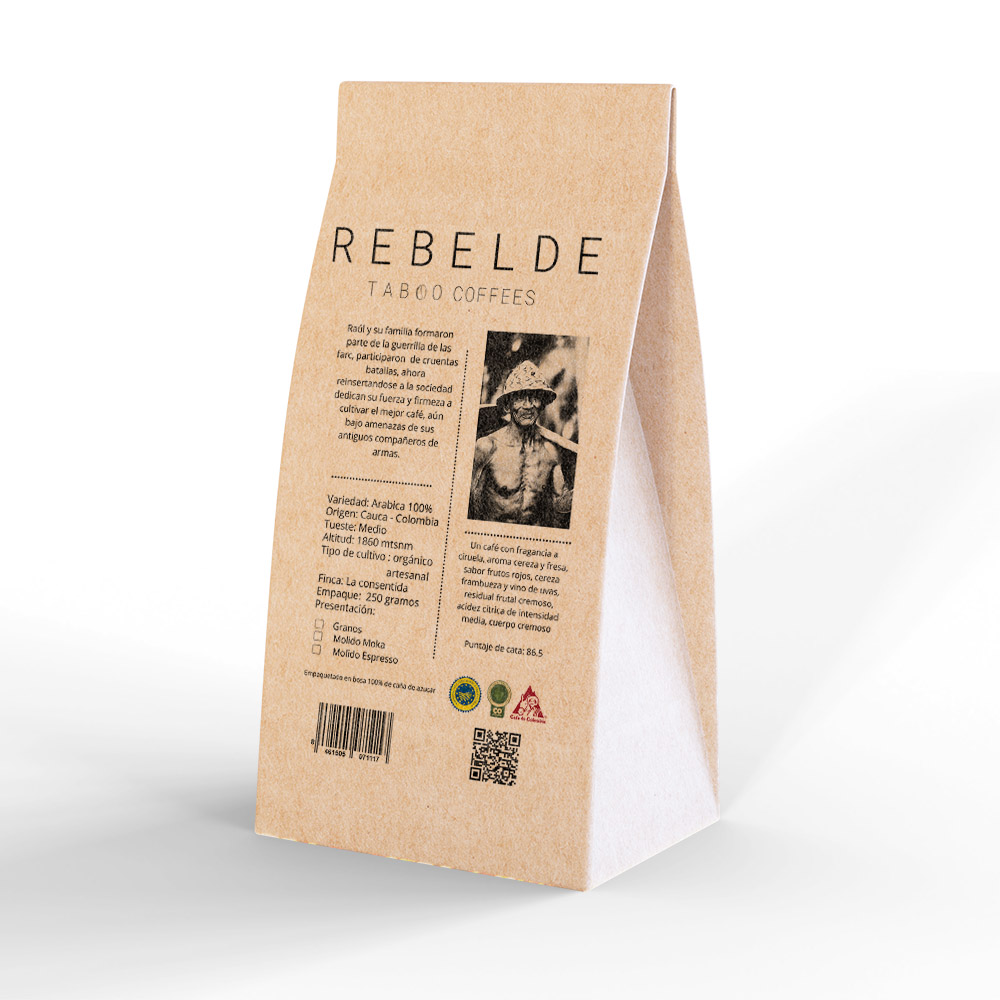 REBELDE
TABOO COFFEES
Raúl y su familia formaron
parte de la guerrilla de las
farc, participaron de cruentas
batallas, ahora
reinsertandose a la sociedad
dedican su fuerza y firmeza a
cultivar el mejor café, aún
bajo amenazas de sus
antiguos compañeros de
armas.
Variedad: Arabica 100%
Origen: Cauca - Colombia
Tueste: Medio
Altitud: 1860 mtsnm
Tipo de cultivo : orgánico
artesanal
Finca: La consentida
Empaque: 250 gramos
Presentación:
Granos
Molido Moka
Molido Espresso
Empaquetado en bosa 100% de caña de azucar
Un café con fragancia a
ciruela, aroma cereza y fresa,
sabor frutos rojos, cereza
frambueza y vino de uvas,
residual frutal cremoso,
acidez citrica de intensidad
media, cuerpo cremoso
Puntaje de cata: 86.5
CO
Café de Colombia
071117